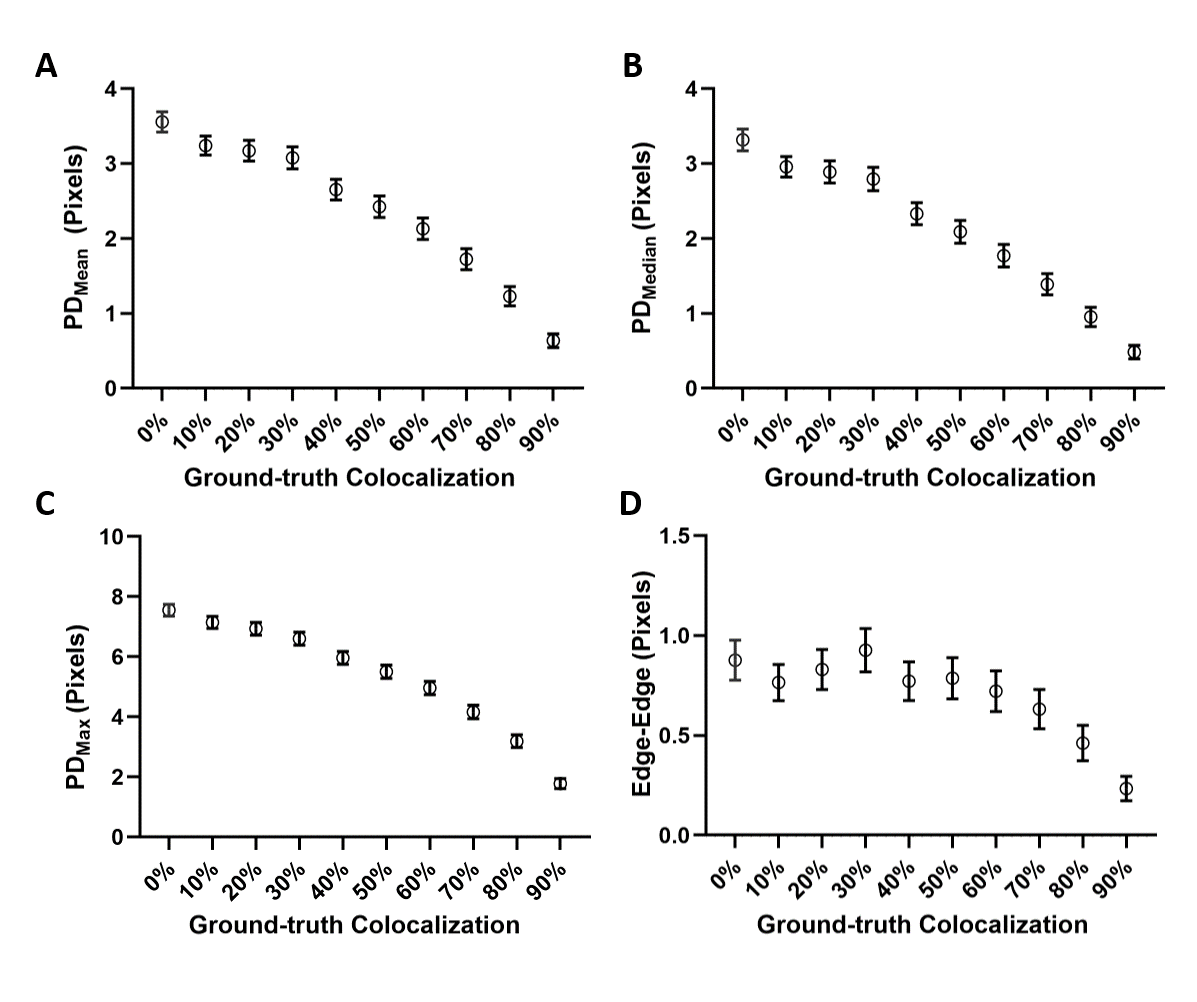 A
PDMean (Pixels)
4
3
2
1
0
0% 10% 20% 30% 40% 50% 60% 70% 80% 90%
Ground-truth Colocalization
B
PDMedian (Pixels)
4
3
2
1
0
0% 10% 20% 30% 40% 50% 60% 70% 80% 90%
Ground-truth Colocalization
C
PDMax (Pixels)
10
8
6
4
2
0
0% 10% 20% 30% 40% 50% 60% 70% 80% 90%
Ground-truth Colocalization
D
Edge-Edge (Pixels)
1.5
1.0
0.5
0.0
0% 10% 20% 30% 40% 50% 60% 70% 80% 90%
Ground-truth Colocalization